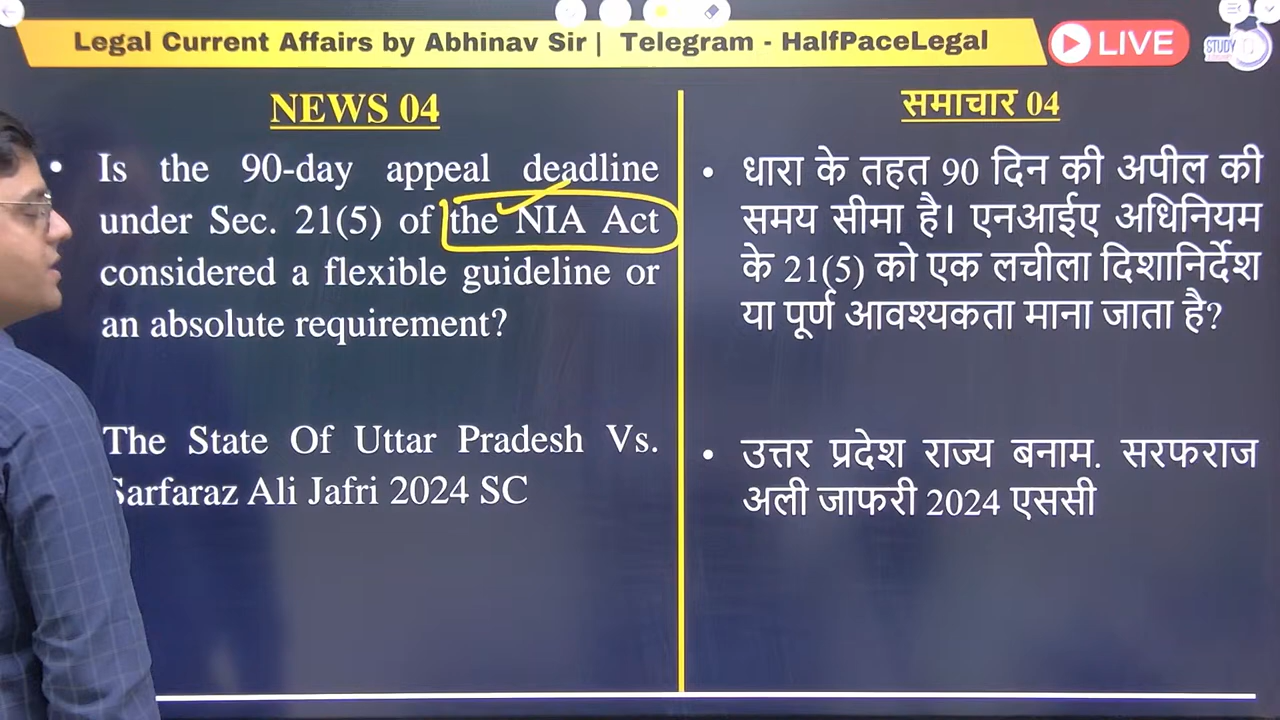 Legal Current Affairs by Abhinav Sir | Telegram - HalfPaceLegal
LIVE
STUDY
NEWS 04
• Is the 90-day appeal deadline
under Sec. 21(5) of the NIA Act
considered a flexible guideline or
an absolute requirement?
The State Of Uttar Pradesh Vs.
Sarfaraz Ali Jafri 2024 SC
समाचार 04
• धारा के तहत 90 दिन की अपील की
समय सीमा है। एनआईए अधिनियम
के 21(5) को एक लचीला दिशानिर्देश
या पूर्ण आवश्यकता माना जाता है?
• उत्तर प्रदेश राज्य बनाम. सरफराज
अली जाफरी 2024 एससी